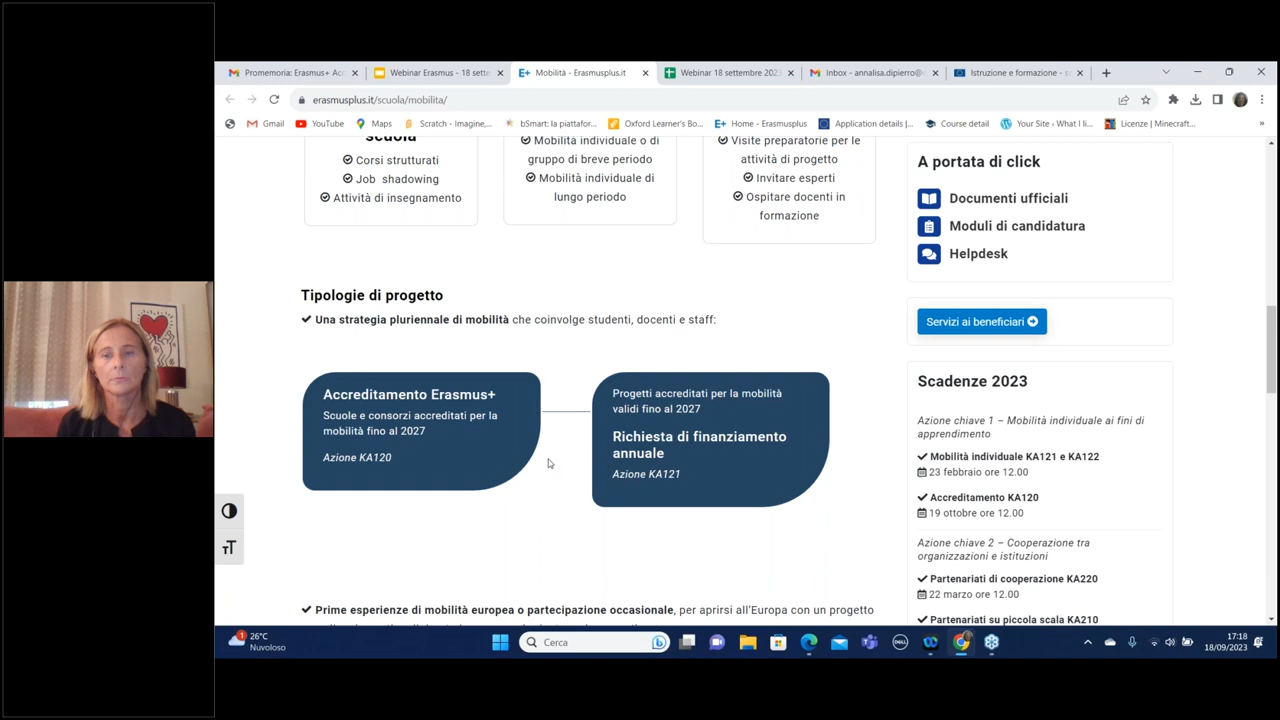 Promemoria: Erasmus+ Acc
Webinar Erasmus - 18 sette
Mobilità - Erasmusplus.it
Webinar 18 settembre 2023
Inbox - annalisa.dipierro@
Istruzione e formazione - sc
erasmusplus.it/scuola/mobilita/
Gmail
YouTube
Maps
Scratch - Imagine,...
bSmart: la piattafor...
Oxford Learner's Bo...
Home - Erasmusplus
Application details |...
Course detail
Your Site ‹ What I li...
Licenze | Minecraft...
scuola
Corsi strutturati
Job shadowing
Attività di insegnamento
Mobilità individuale o di
gruppo di breve periodo
Mobilità individuale di
lungo periodo
Visite preparatorie per le
attività di progetto
Invitare esperti
Ospitare docenti in
formazione
Tipologie di progetto
Una strategia pluriennale di mobilità che coinvolge studenti, docenti e staff:
Accreditamento Erasmus+
Scuole e consorzi accreditati per la
mobilità fino al 2027
Azione KA120
Progetti accreditati per la mobilità
validi fino al 2027
Richiesta di finanziamento
annuale
Azione KA121
Prime esperienze di mobilità europea o partecipazione occasionale, per aprirsi all'Europa con un progetto
A portata di click
Documenti ufficiali
Moduli di candidatura
Helpdesk
Servizi ai beneficiari
Scadenze 2023
Azione chiave 1 – Mobilità individuale ai fini di
apprendimento
Mobilità individuale KA121 e KA122
23 febbraio ore 12.00
Accreditamento KA120
19 ottobre ore 12.00
Azione chiave 2 – Cooperazione tra
organizzazioni e istituzioni
Partenariati di cooperazione KA220
22 marzo ore 12.00
Partenariati su piccola scala KA210
26°C
Nuvoloso
Cerca
17:18
18/09/2023